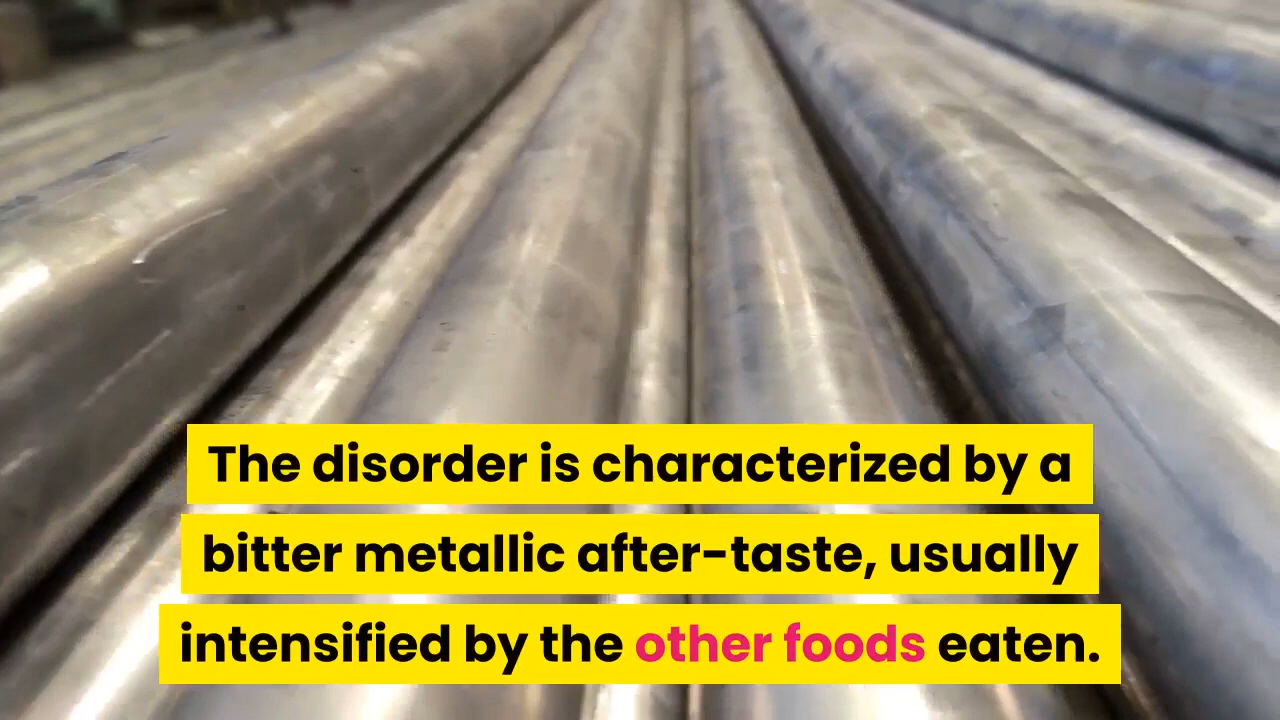 The disorder is characterized by a
bitter metallic after-taste, usually
intensified by the other foods eaten.